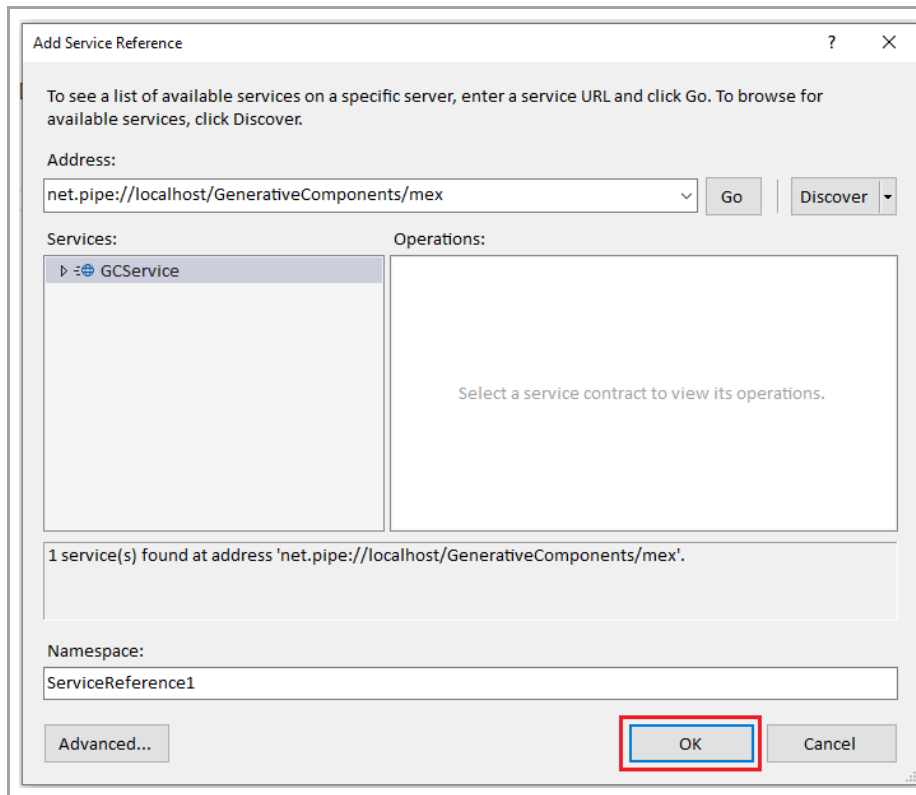 Add Service Reference ?
To see a list of available services on a specific server, enter a service URL and click Go. To browse for
available services, click Discover.
Address:
net.pipe://localhost/GenerativeComponents/mex Go Discover
Services: Operations:
GCService
Select a service contract to view its operations.
1 service(s) found at address 'net.pipe://localhost/GenerativeComponents/mex'.
Namespace:
ServiceReference1
Advanced... OK Cancel